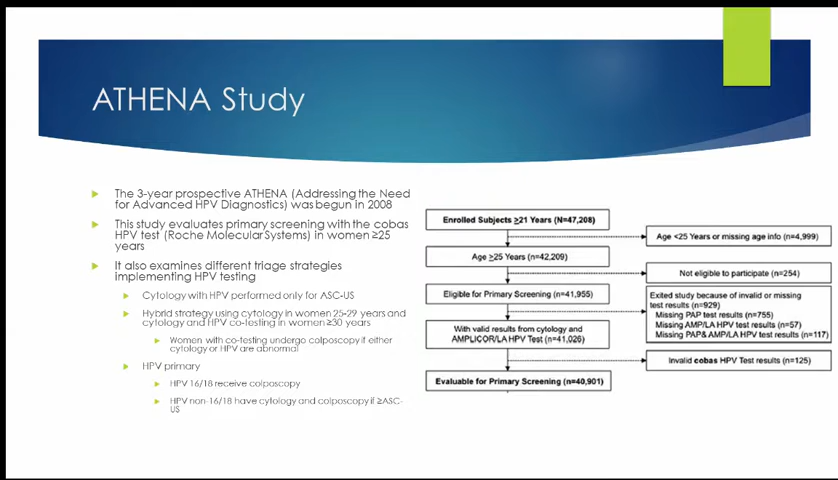 ATHENA Study
The 3-year prospective ATHENA (Addressing the Need
for Advanced HPV Diagnostics) was begun in 2008
This study evaluates primary screening with the cobas
HPV test (Roche Molecular Systems) in women ≥25
years
It also examines different triage strategies
implementing HPV testing
Cytology with HPV performed only for ASC-US
Hybrid strategy using cytology in women 25-29 years and
cytology and HPV co-testing in women ≥30 years
Women with co-testing undergo colposcopy if either
cytology or HPV are abnormal
HPV primary
HPV 16/18 receive colposcopy
HPV non-16/18 have cytology and colposcopy if ≥ASC-
US
Enrolled Subjects ≥21 Years (N=47,208)
Age <25 Years or missing age info (n=4,999)
Age ≥25 Years (n=42,209)
Not eligible to participate (n=254)
Eligible for Primary Screening (n=41,955)
Exited study because of invalid or missing
test results (n=929)
Missing PAP test results (n=755)
Missing AMP/LA HPV test results (n=57)
Missing PAP& AMP/LA HPV test results (n=117)
With valid results from cytology and
AMPLICOR/LA HPV Test (n=41,026)
Invalid cobas HPV Test results (n=125)
Evaluable for Primary Screening (n=40,901)